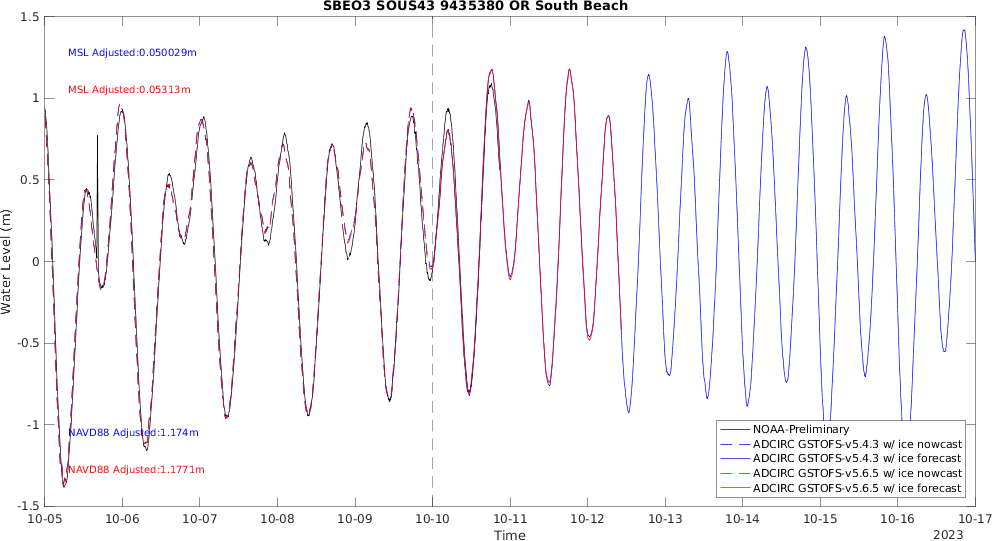 SBEO3 SOUS43 9435380 OR South Beach
1.5
MSL Adjusted:0.050029m
MSL Adjusted:0.05313m
1
0.5
0
-0.5
-1
-1.5
Water Level (m)
NAVD88 Adjusted:1.174m
NAVD88 Adjusted:1.1771m
NOAA-Preliminary
ADCIRC GSTOFS-v5.4.3 w/ ice nowcast
ADCIRC GSTOFS-v5.4.3 w/ ice forecast
ADCIRC GSTOFS-v5.6.5 w/ ice nowcast
ADCIRC GSTOFS-v5.6.5 w/ ice forecast
10-05 10-06 10-07 10-08 10-09 10-10 10-11 10-12 10-13 10-14 10-15 10-16 10-17
Time
2023